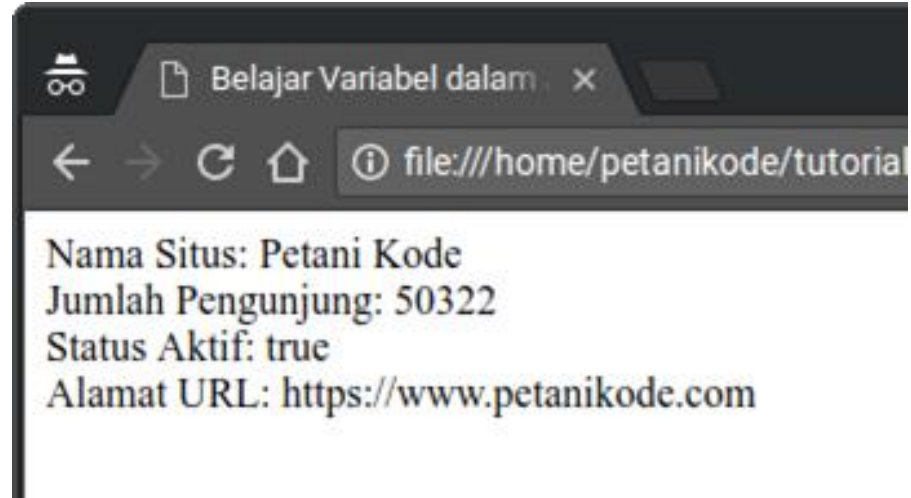 Belajar Variabel dalam
file:///home/petanikode/tutorial
Nama Situs: Petani Kode
Jumlah Pengunjung: 50322
Status Aktif: true
Alamat URL: https://www.petanikode.com